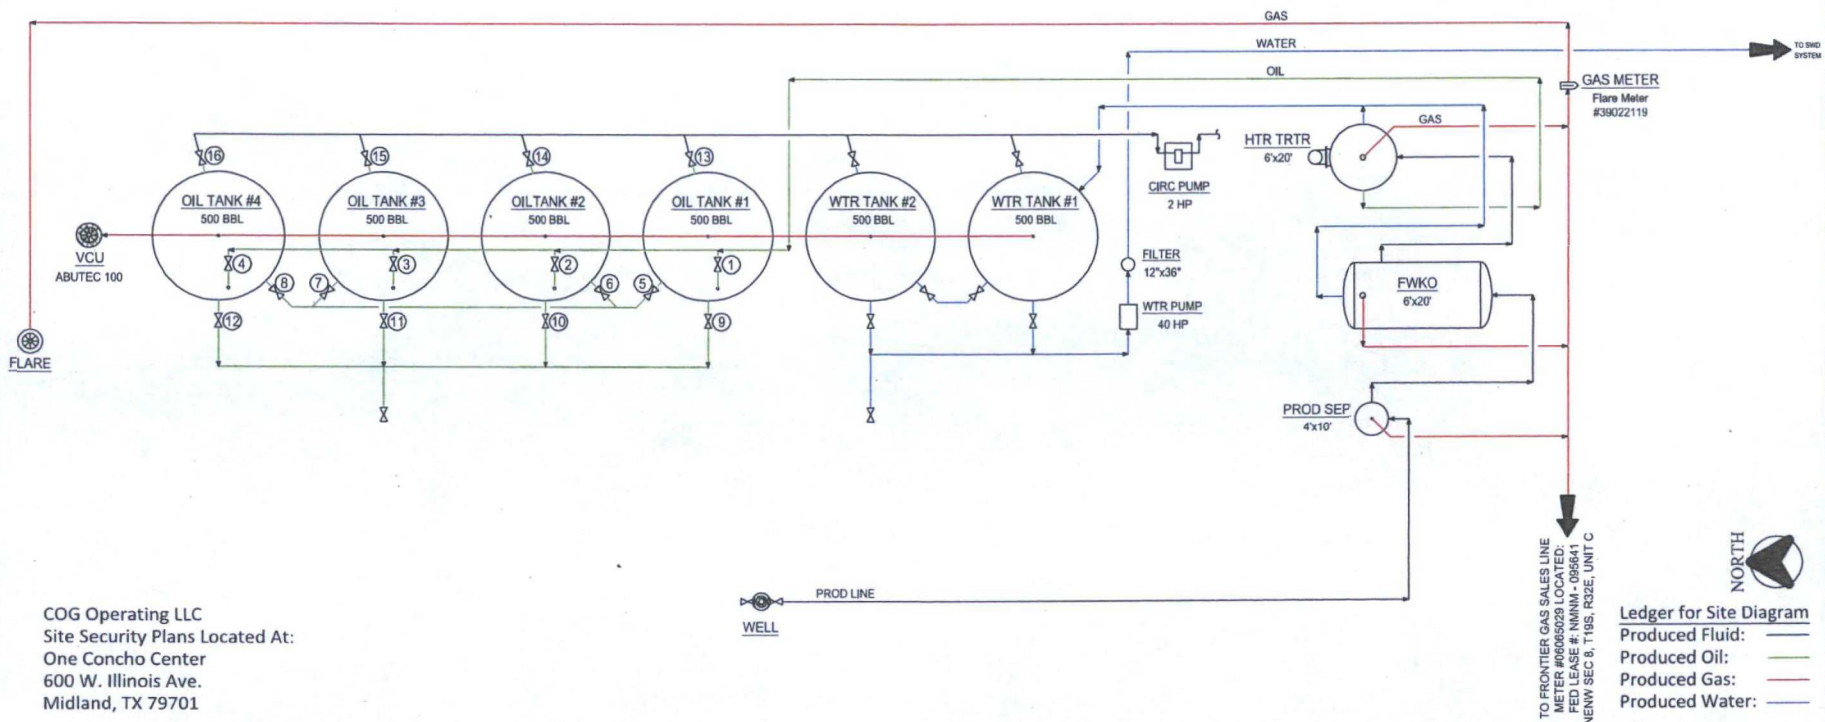 GAS
WATER
TO SWD
SYSTEM
OIL
GAS METER
Flare Meter
#39022119
GAS
HTR TRTR
6'x20'
16
15
14
13
CIRC PUMP
2 HP
OIL TANK #4
500 BBL
OIL TANK #3
500 BBL
OIL TANK #2
500 BBL
OIL TANK #1
500 BBL
WTR TANK #2
500 BBL
WTR TANK #1
500 BBL
VCU
ABUTEC 100
4
3
2
1
8
7
6
5
FILTER
12"x36"
FWKO
6'x20'
12
11
10
9
WTR PUMP
40 HP
FLARE
PROD SEP
4'x10'
PROD LINE
WELL
TO FRONTIER GAS SALES LINE
METER #06065029 LOCATED:
FED LEASE #: NMNM - 095641
NENW SEC 8, T19S, R32E, UNIT C
NORTH
COG Operating LLC
Site Security Plans Located At:
One Concho Center
600 W. Illinois Ave.
Midland, TX 79701
Ledger for Site Diagram
Produced Fluid:
Produced Oil:
Produced Gas:
Produced Water: